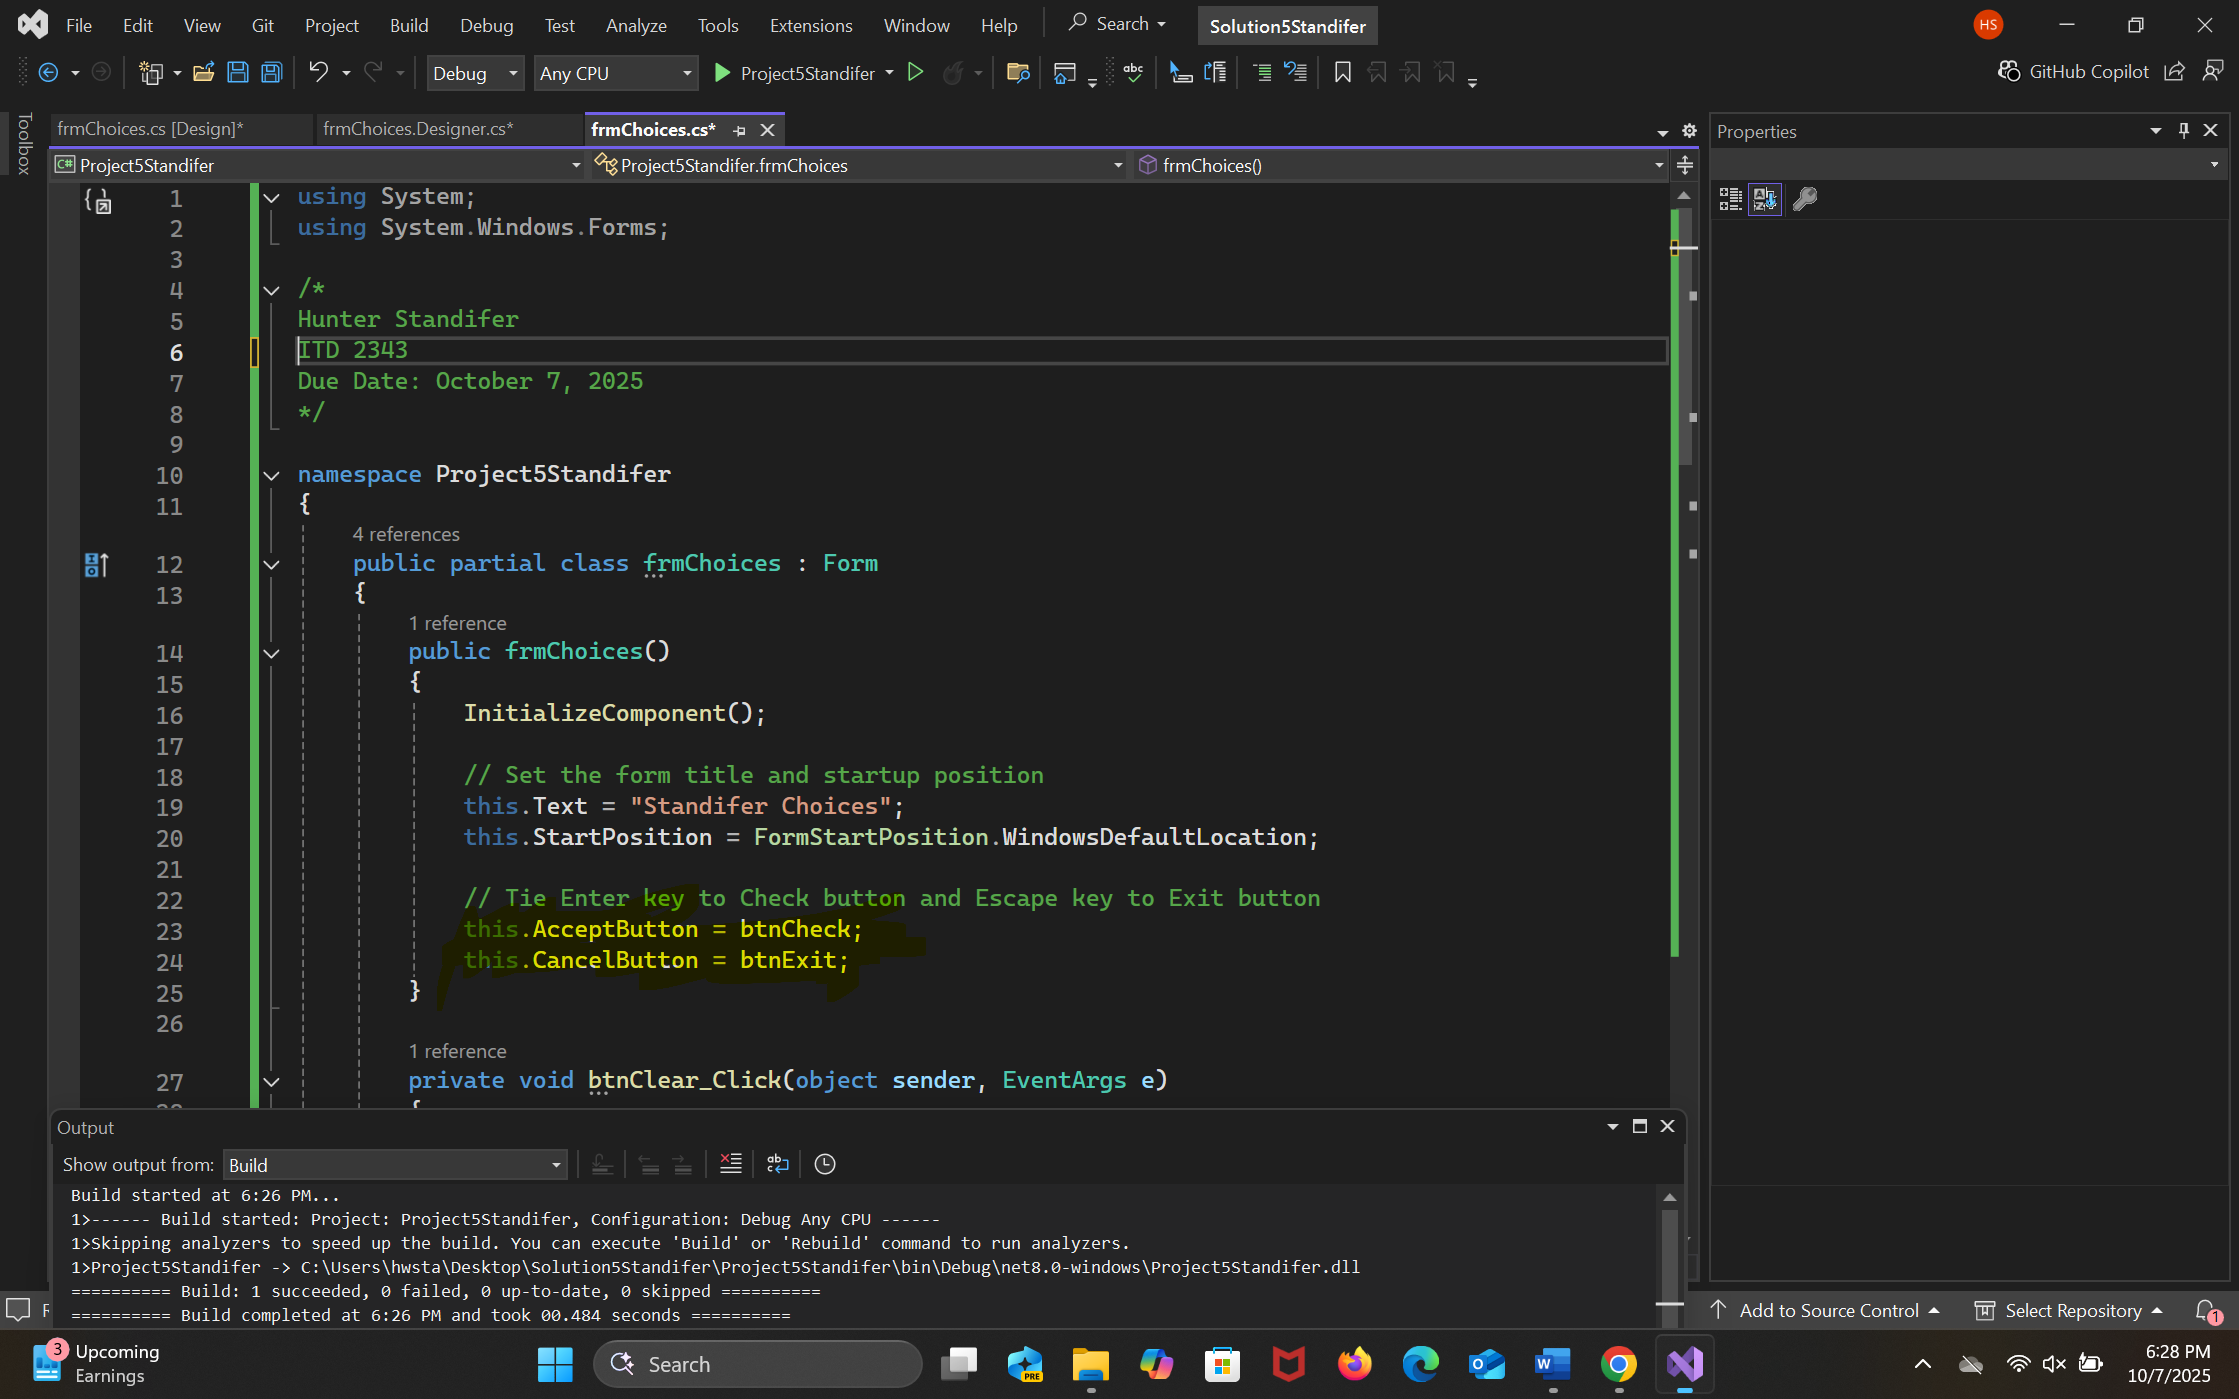 File Edit View Git Project Build Debug Test Analyze Tools Extensions Window Help Search Solution5Standifer HS
Debug Any CPU Project5Standifer abc GitHub Copilot
Toolbox
frmChoices.cs [Design]* frmChoices.Designer.cs* frmChoices.cs*
C# Project5Standifer Project5Standifer.frmChoices frmChoices()
Properties
1 using System;
2 using System.Windows.Forms;
3
4 /*
5 Hunter Standifer
6 ITD 2343
7 Due Date: October 7, 2025
8 */
9
10 namespace Project5Standifer
11 {
4 references
12 public partial class frmChoices : Form
13 {
1 reference
14 public frmChoices()
15 {
16 InitializeComponent();
17
18 // Set the form title and startup position
19 this.Text = "Standifer Choices";
20 this.StartPosition = FormStartPosition.WindowsDefaultLocation;
21
22 // Tie Enter key to Check button and Escape key to Exit button
23 this.AcceptButton = btnCheck;
24 this.CancelButton = btnExit;
25 }
26
1 reference
27 private void btnClear_Click(object sender, EventArgs e)
Output
Show output from: Build
Build started at 6:26 PM...
1>------ Build started: Project: Project5Standifer, Configuration: Debug Any CPU ------
1>Skipping analyzers to speed up the build. You can execute 'Build' or 'Rebuild' command to run analyzers.
1>Project5Standifer -> C:\Users\hwsta\Desktop\Solution5Standifer\Project5Standifer\bin\Debug\net8.0-windows\Project5Standifer.dll
========== Build: 1 succeeded, 0 failed, 0 up-to-date, 0 skipped ==========
========== Build completed at 6:26 PM and took 00.484 seconds ==========
Add to Source Control Select Repository 1
3 Upcoming
Earnings
Search
PRE
6:28 PM
10/7/2025